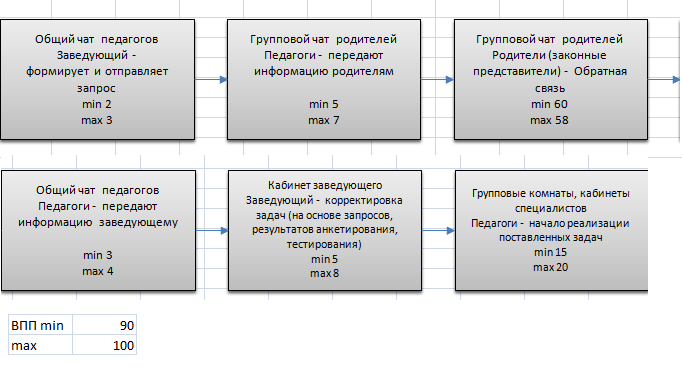 Общий чат педагогов
Заведующий -
формирует и отправляет
запрос
min 2
max 3
Групповой чат родителей
Педагоги - передают
информацию родителям
min 5
max 7
Групповой чат родителей
Родители (законные
представители) - Обратная
связь
min 60
max 58
Общий чат педагогов
Педагоги - передают
информацию заведующему
min 3
max 4
Кабинет заведующего
Заведующий - корректировка
задач (на основе запросов,
результатов анкетирования,
тестирования)
min 5
max 8
Групповые комнаты, кабинеты
специалистов
Педагоги - начало реализации
поставленных задач
min 15
max 20
ВПП min 90
max 100